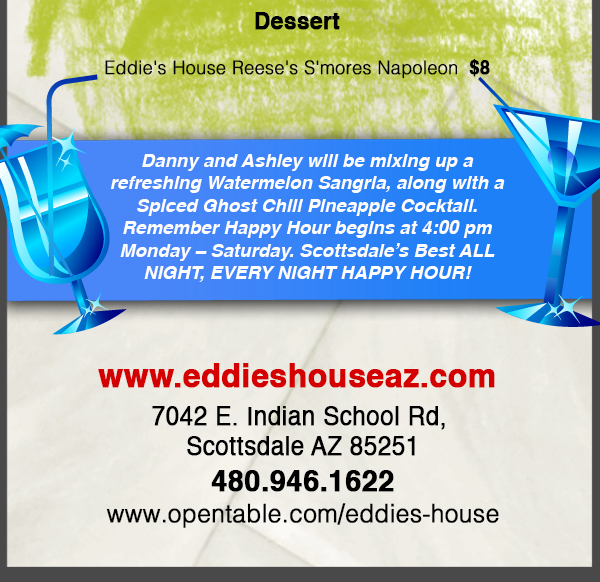 Dessert
Eddie's House Reese's S'mores Napoleon $8
Danny and Ashley will be mixing up a
refreshing Watermelon Sangria, along with a
Spiced Ghost Chili Pineapple Cocktail.
Remember Happy Hour begins at 4:00 pm
Monday – Saturday. Scottsdale’s Best ALL
NIGHT, EVERY NIGHT HAPPY HOUR!
www.eddieshouseaz.com
7042 E. Indian School Rd,
Scottsdale AZ 85251
480.946.1622
www.opentable.com/eddies-house